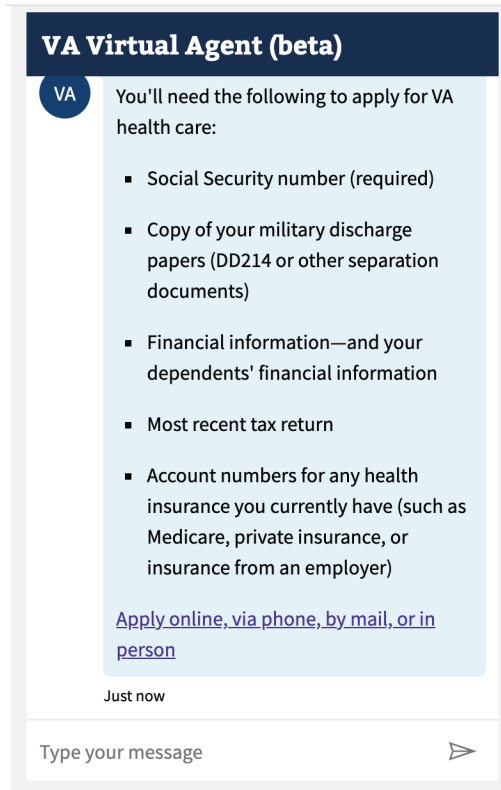 VA Virtual Agent (beta)
VA
You'll need the following to apply for VA
health care:
▪ Social Security number (required)
▪ Copy of your military discharge
papers (DD214 or other separation
documents)
▪ Financial information—and your
dependents' financial information
▪ Most recent tax return
▪ Account numbers for any health
insurance you currently have (such as
Medicare, private insurance, or
insurance from an employer)
Apply online, via phone, by mail, or in
person
Just now
Type your message